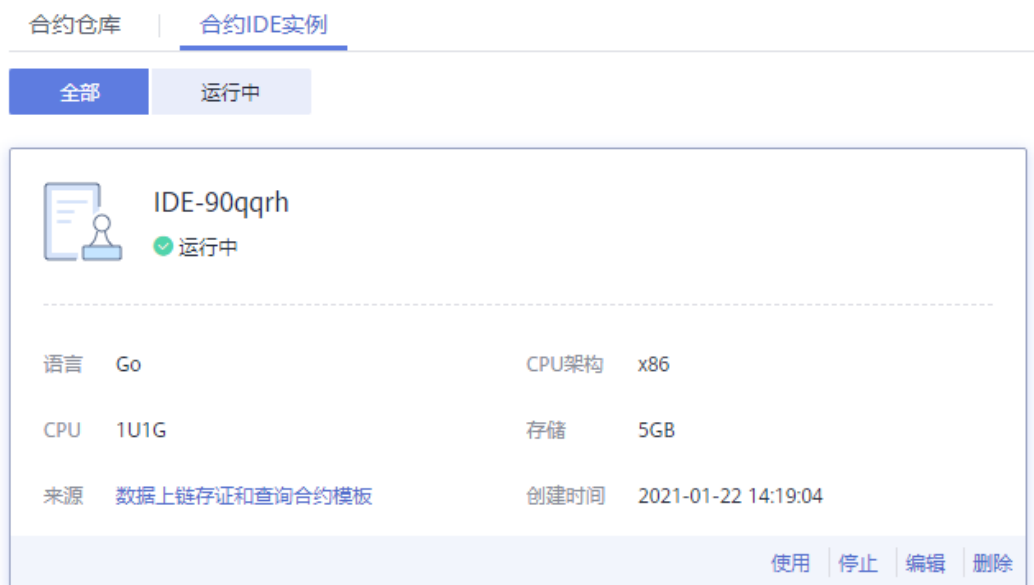 合约仓库 合约IDE实例
全部 运行中
IDE-90qqrh
运行中
语言 Go CPU架构 x86
CPU 1U1G 存储 5GB
来源 数据上链存证和查询合约模板 创建时间 2021-01-22 14:19:04
使用 停止 编辑 删除